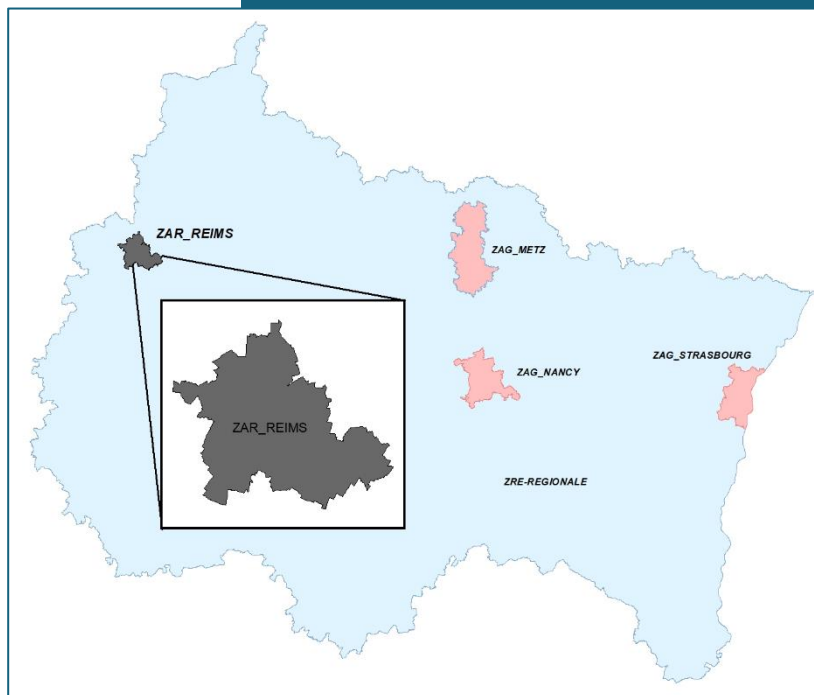 ZAR_REIMS
ZAG_METZ
ZAG_STRASBOURG
ZAG_NANCY
ZAR_REIMS
ZRE-REGIONALE